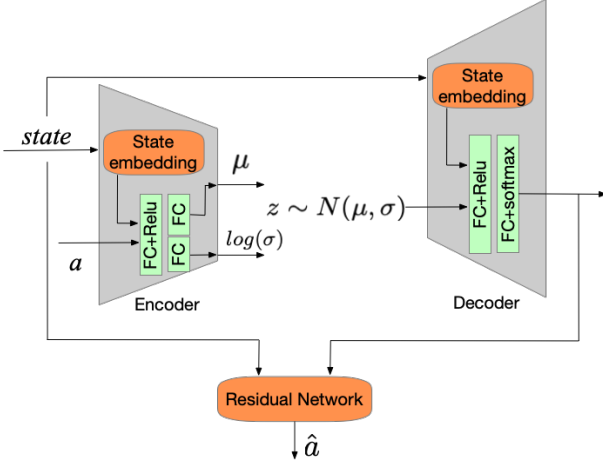 state
a
State
embedding
FC+Relu
FC
FC
μ
log(σ)
Encoder
z ∼ N(μ, σ)
State
embedding
FC+Relu
FC+softmax
Decoder
Residual Network
â